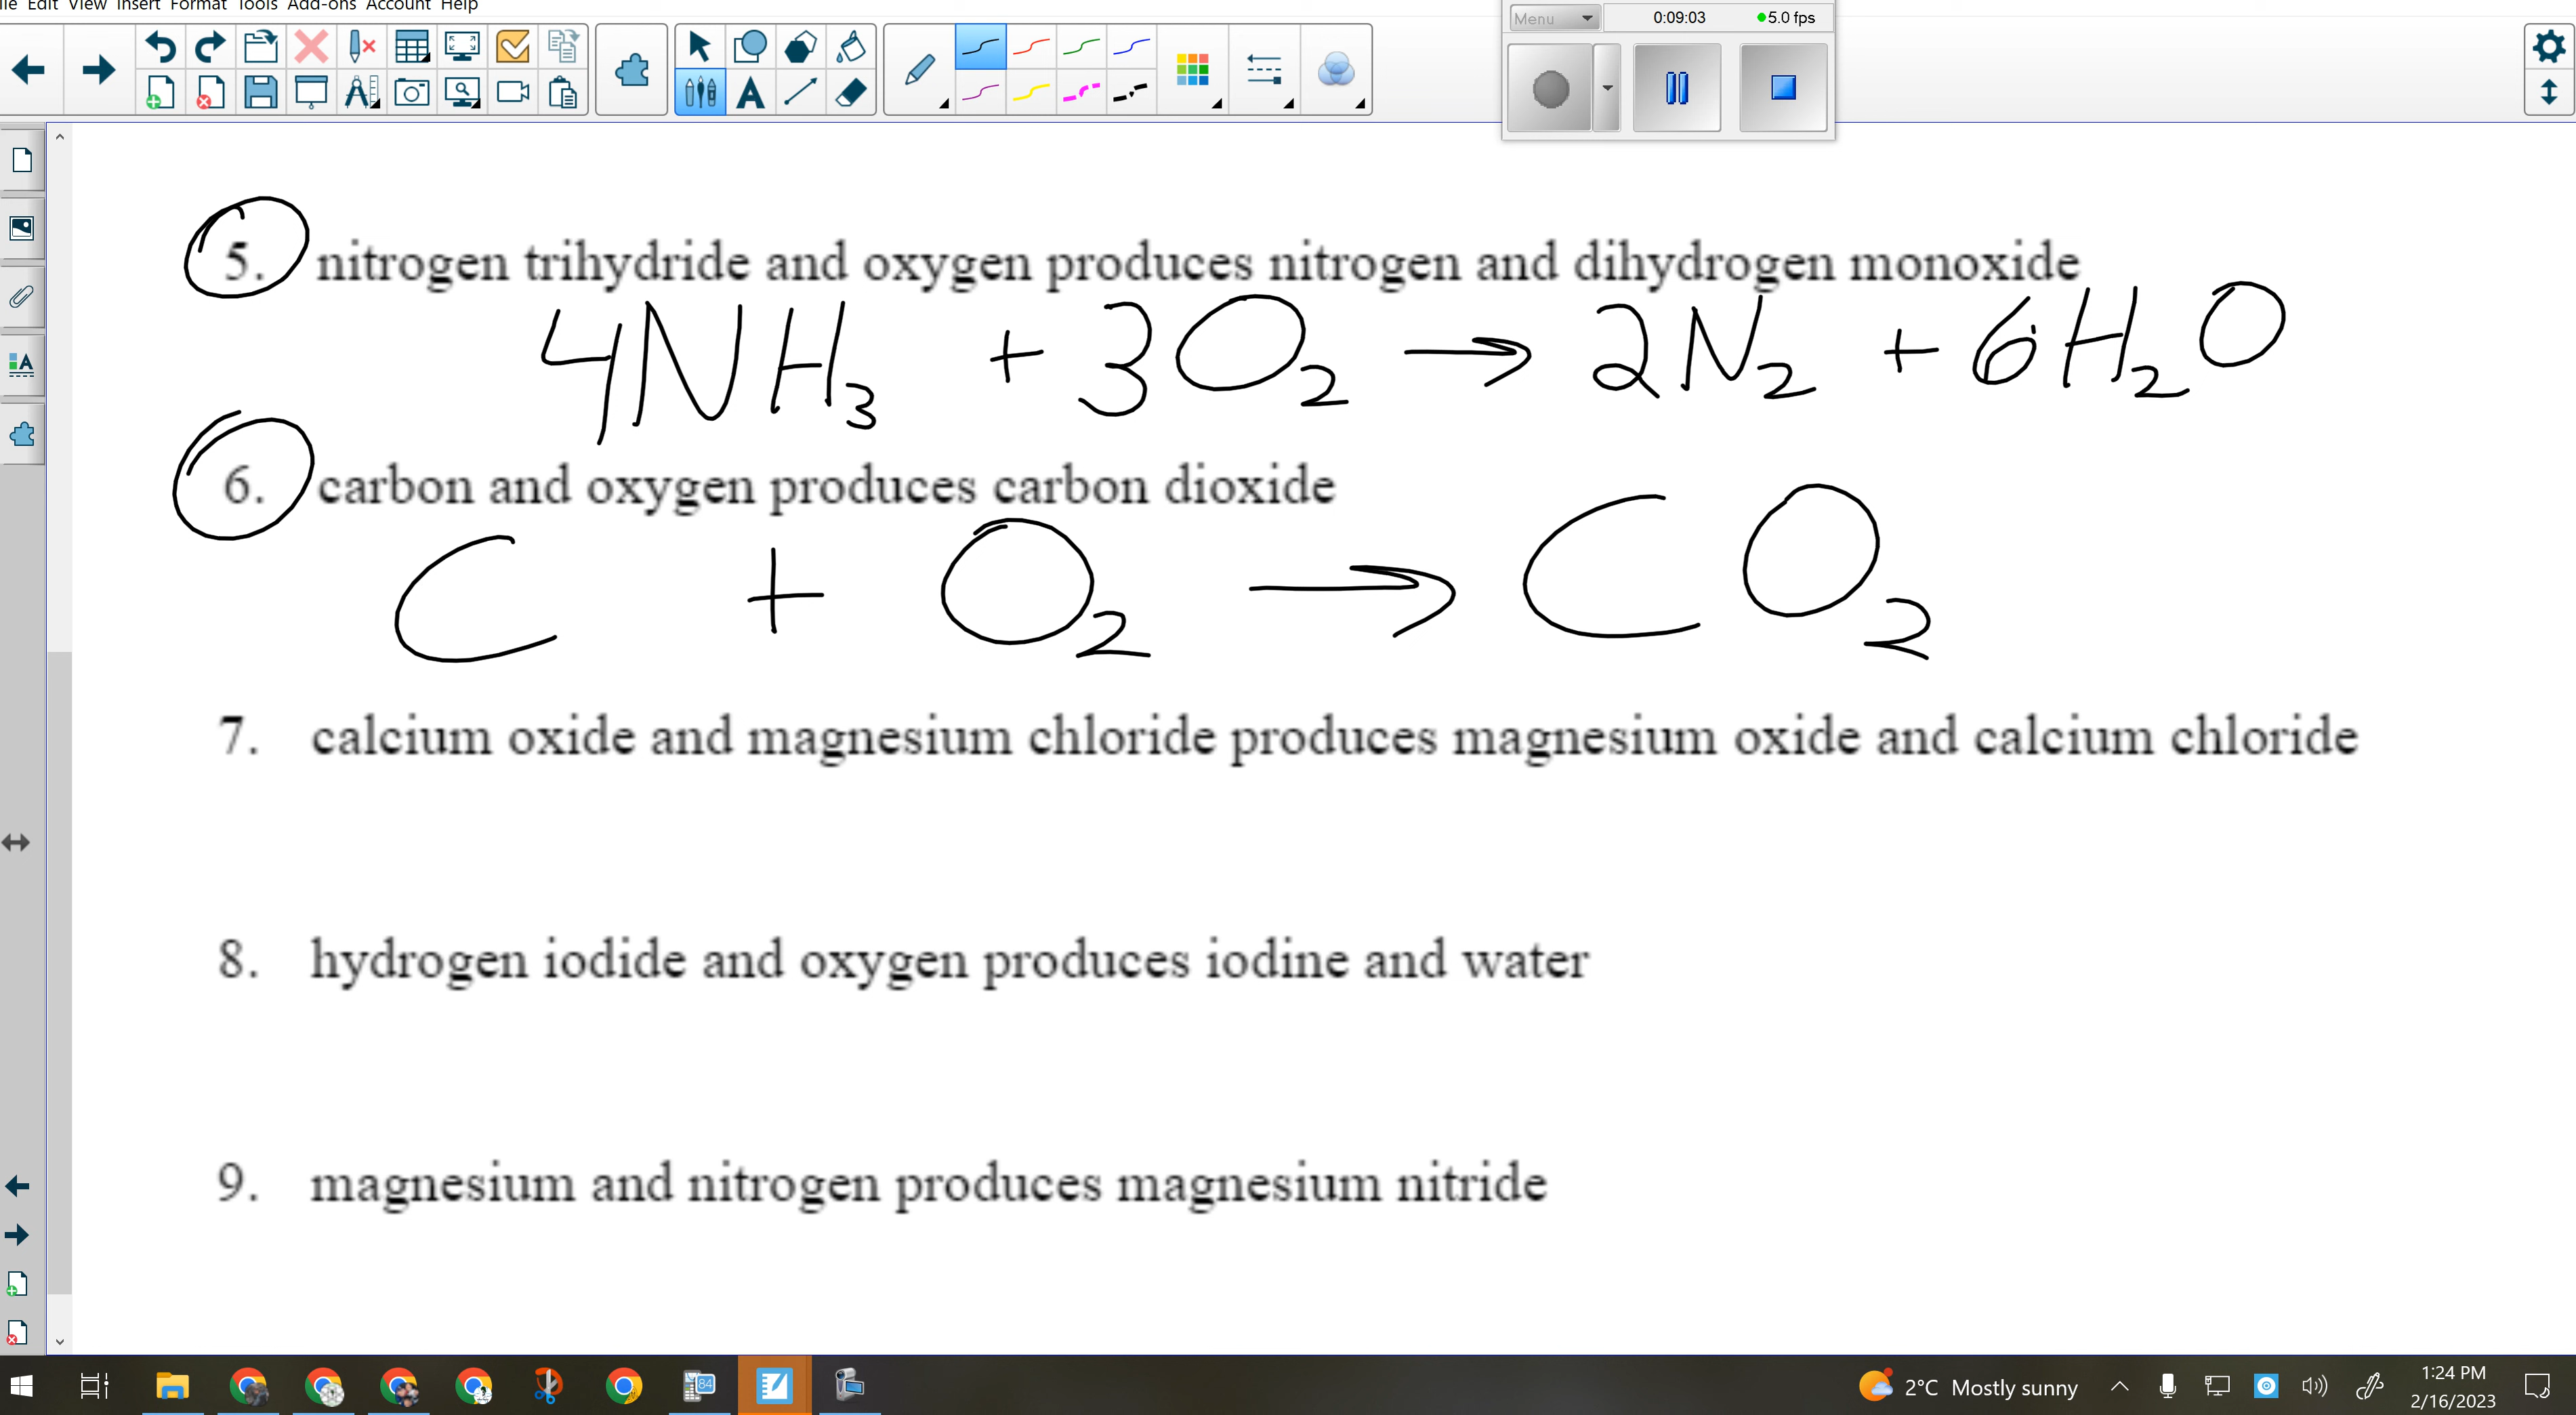 ile Edit View Insert Format Tools Add-ons Account Help
Menu 0:09:03 5.0 fps
5. nitrogen trihydride and oxygen produces nitrogen and dihydrogen monoxide
4NH₃ + 3O₂ → 2N₂ + 6H₂O
6. carbon and oxygen produces carbon dioxide
C + O₂ → CO₂
7. calcium oxide and magnesium chloride produces magnesium oxide and calcium chloride
8. hydrogen iodide and oxygen produces iodine and water
9. magnesium and nitrogen produces magnesium nitride
84
2°C Mostly sunny
1:24 PM
2/16/2023